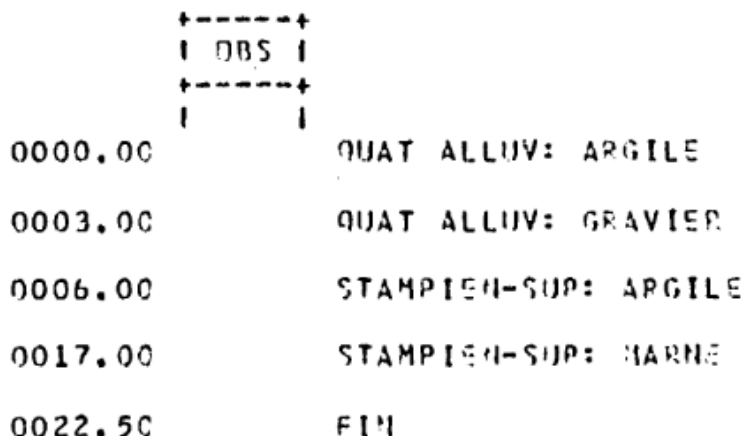 +------+
| OBS |
+------+
| |
0000.00 QUAT ALLUV: ARGILE
0003.00 QUAT ALLUV: GRAVIER
0006.00 STAMPIEN-SUP: ARGILE
0017.00 STAMPIEN-SUP: MARNE
0022.50 FIN